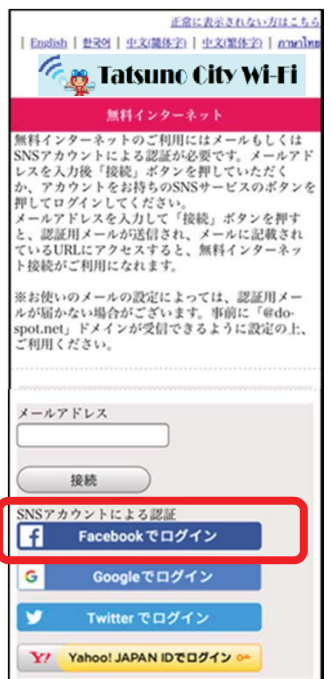 正常に表示されない方はこちら
| English | 한국어 | 中文(簡体字) | 中文(繁体字) | ภาษาไทย
Tatsuno City Wi-Fi
無料インターネット
無料インターネットのご利用にはメールもしくは
SNSアカウントによる認証が必要です。メールアド
レスを入力後「接続」ボタンを押していただく
か、アカウントをお持ちのSNSサービスのボタンを
押してログインしてください。
メールアドレスを入力して「接続」ボタンを押す
と、認証用メールが送信され、メールに記載され
ているURLにアクセスすると、無料インターネッ
ト接続がご利用になれます。
※お使いのメールの設定によっては、認証用メー
ルが届かない場合がございます。事前に「@do-
spot.net」ドメインが受信できるように設定の上、
ご利用ください。
メールアドレス
接続
SNSアカウントによる認証
f Facebookでログイン
G Googleでログイン
Twitter でログイン
Y! Yahoo! JAPAN IDでログイン